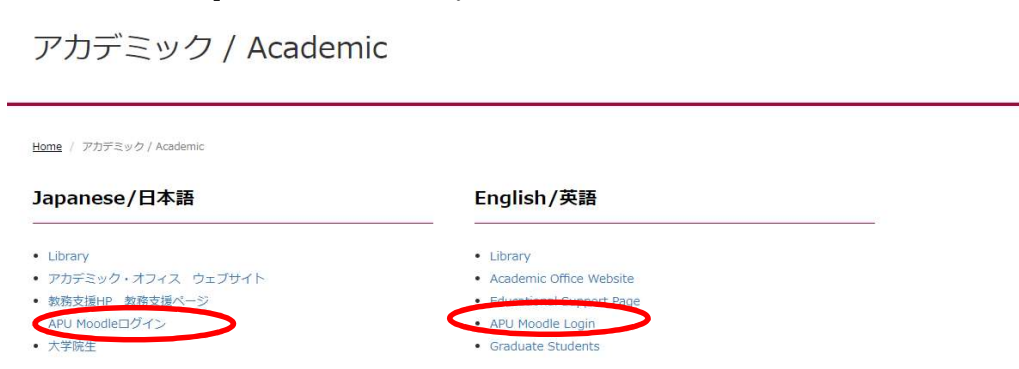 アカデミック / Academic
Home / アカデミック / Academic
Japanese/日本語
• Library
• アカデミック・オフィス　ウェブサイト
• 教務支援HP　教務支援ページ
APU Moodleログイン
• 大学院生
English/英語
• Library
• Academic Office Website
• Educational Support Page
• APU Moodle Login
• Graduate Students